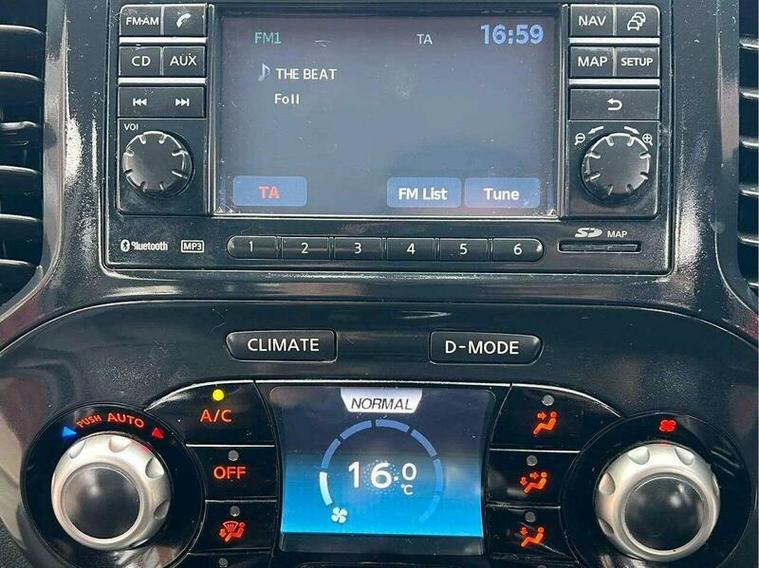 FM·AM
FM1
TA
16:59
NAV
CD
AUX
MAP
SETUP
THE BEAT
Foll
VOL
TA
FM List
Tune
Bluetooth
MP3
1 2 3 4 5 6
SD MAP
CLIMATE
D-MODE
PUSH AUTO
A/C
NORMAL
OFF
16.0 °C